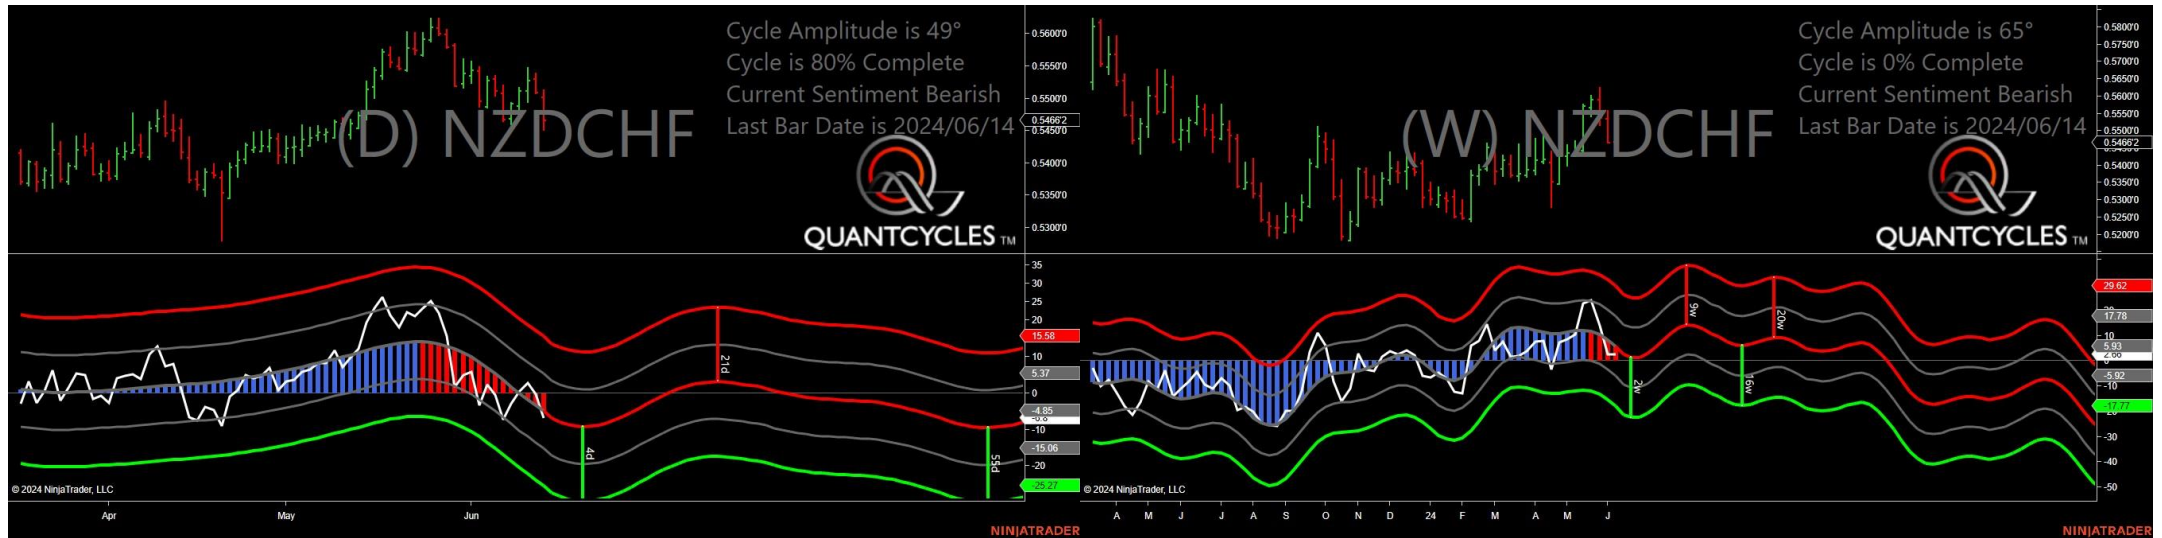 Cycle Amplitude is 49°
Cycle is 80% Complete
Current Sentiment Bearish
Last Bar Date is 2024/06/14
(D) NZDCHF
QUANTCYCLES TM
0.5600'0
0.5550'0
0.5500'0
0.5466'2
0.5450'0
0.5400'0
0.5350'0
0.5300'0
35
30
25
20
15.58
10
5.37
0
-4.85
-10
-15.06
-20
-25.27
21d
4d
55d
© 2024 NinjaTrader, LLC
Apr May Jun
NINJATRADER
Cycle Amplitude is 65°
Cycle is 0% Complete
Current Sentiment Bearish
Last Bar Date is 2024/06/14
(W) NZDCHF
QUANTCYCLES TM
0.5800'0
0.5750'0
0.5700'0
0.5650'0
0.5600'0
0.5550'0
0.5500'0
0.5466'2
0.5400'0
0.5350'0
0.5300'0
0.5250'0
0.5200'0
29.62
17.78
10
5.93
-5.92
-10
-17.77
-30
-40
-50
9w
20w
2w
16w
© 2024 NinjaTrader, LLC
A M J J A S O N D 24 F M A M J
NINJATRADER